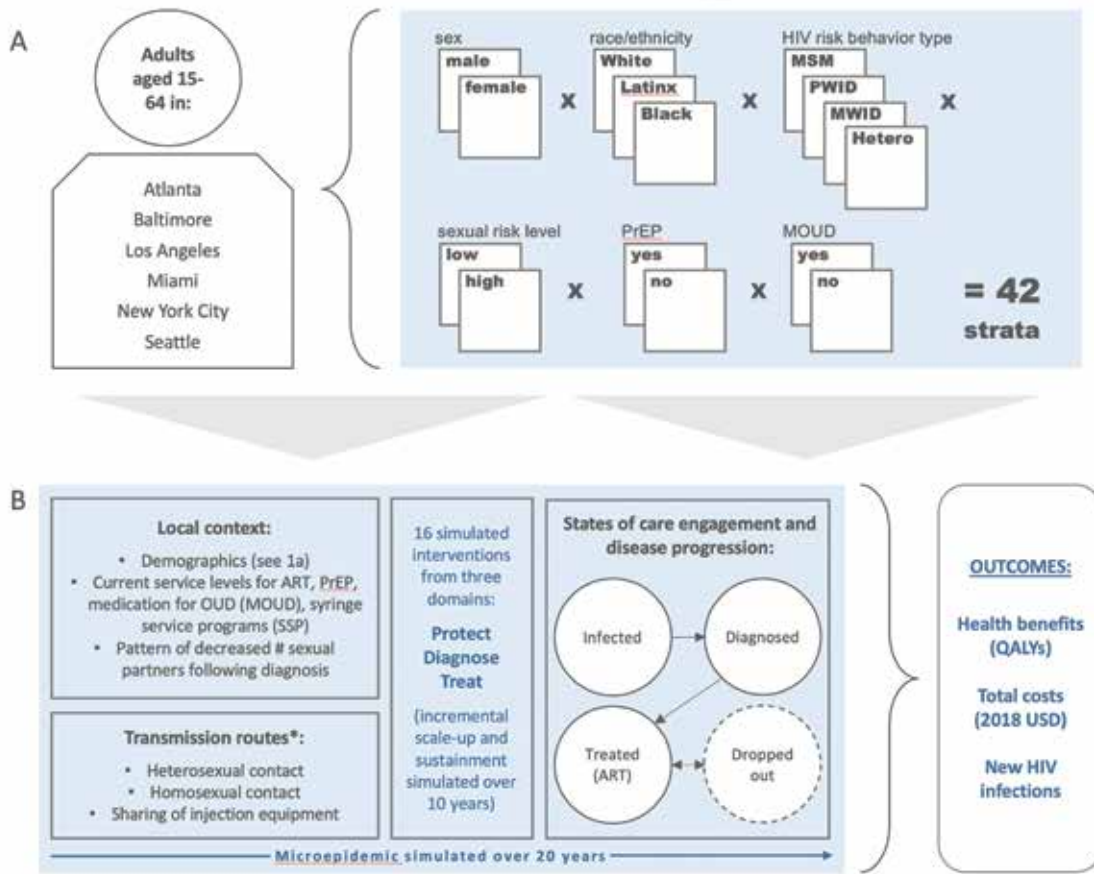 A
Adults
aged 15-
64 in:
Atlanta
Baltimore
Los Angeles
Miami
New York City
Seattle
sex
male
female
x
race/ethnicity
White
Latinx
Black
x
HIV risk behavior type
MSM
PWID
MWID
Hetero
x
sexual risk level
low
high
x
PrEP
yes
no
x
MOUD
yes
no
= 42
strata
B
Local context:
• Demographics (see 1a)
• Current service levels for ART, PrEP,
medication for OUD (MOUD), syringe
service programs (SSP)
• Pattern of decreased # sexual
partners following diagnosis
Transmission routes*:
• Heterosexual contact
• Homosexual contact
• Sharing of injection equipment
16 simulated
interventions
from three
domains:
Protect
Diagnose
Treat
(incremental
scale-up and
sustainment
simulated over
10 years)
States of care engagement and
disease progression:
Infected
Diagnosed
Treated
(ART)
Dropped
out
Microepidemic simulated over 20 years
OUTCOMES:
Health benefits
(QALYs)
Total costs
(2018 USD)
New HIV
infections